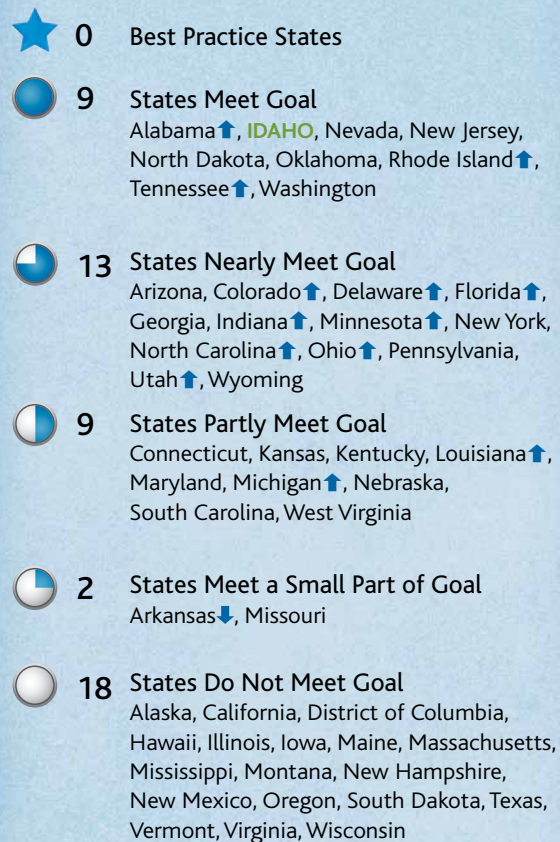 0 Best Practice States
9 States Meet Goal
Alabama⬆, IDAHO, Nevada, New Jersey,
North Dakota, Oklahoma, Rhode Island⬆,
Tennessee⬆, Washington
13 States Nearly Meet Goal
Arizona, Colorado⬆, Delaware⬆, Florida⬆,
Georgia, Indiana⬆, Minnesota⬆, New York,
North Carolina⬆, Ohio⬆, Pennsylvania,
Utah⬆, Wyoming
9 States Partly Meet Goal
Connecticut, Kansas, Kentucky, Louisiana⬆,
Maryland, Michigan⬆, Nebraska,
South Carolina, West Virginia
2 States Meet a Small Part of Goal
Arkansas⬇, Missouri
18 States Do Not Meet Goal
Alaska, California, District of Columbia,
Hawaii, Illinois, Iowa, Maine, Massachusetts,
Mississippi, Montana, New Hampshire,
New Mexico, Oregon, South Dakota, Texas,
Vermont, Virginia, Wisconsin